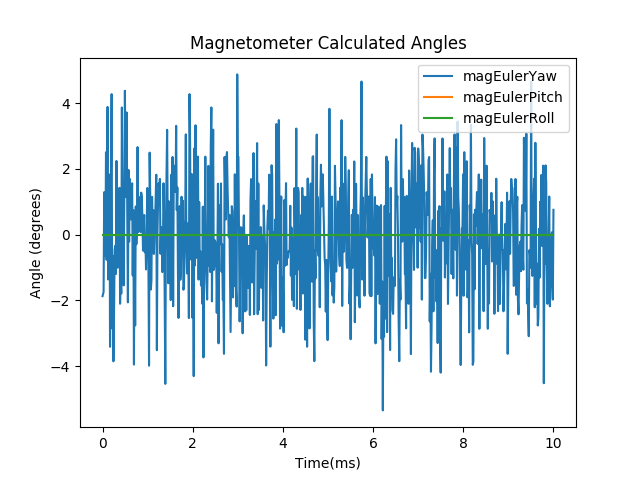 Magnetometer Calculated Angles
magEulerYaw
magEulerPitch
magEulerRoll
Angle (degrees)
4
2
0
−2
−4
0 2 4 6 8 10
Time(ms)